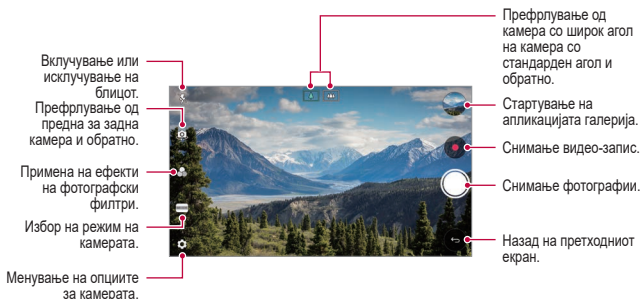 Вклучување или
исклучување на
блицот.
Префрлување од
предна за задна
камера и обратно.
Примена на ефекти
на фотографски
филтри.
Избор на режим на
камерата.
Менување на опциите
за камерата.
Префрлување од
камера со широк агол
на камера со
стандарден агол и
обратно.
Стартување на
апликацијата галерија.
Снимање видео-запис.
Снимање фотографии.
Назад на претходниот
екран.